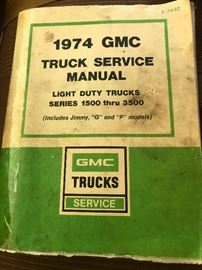 1974 GMC
TRUCK SERVICE
MANUAL
LIGHT DUTY TRUCKS
SERIES 1500 thru 3500
(Includes Jimmy, "G" and "P" models)
GMC
TRUCKS
SERVICE